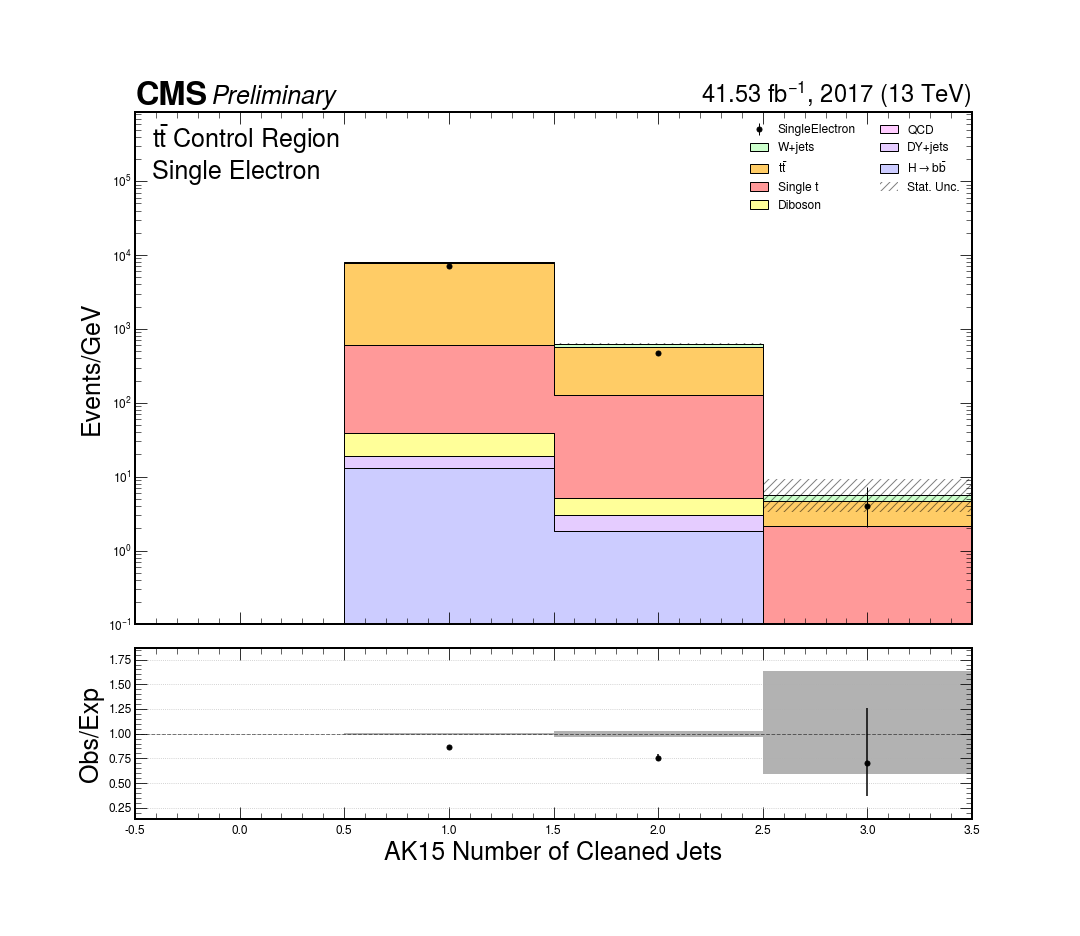 CMS Preliminary
41.53 fb⁻¹, 2017 (13 TeV)
tt̄ Control Region
Single Electron
SingleElectron
W+jets
tt̄
Single t
Diboson
QCD
DY+jets
H→bb̄
Stat. Unc.
Events/GeV
10⁵
10⁴
10³
10²
10¹
10⁰
10⁻¹
Obs/Exp
1.75
1.50
1.25
1.00
0.75
0.50
0.25
-0.5 0.0 0.5 1.0 1.5 2.0 2.5 3.0 3.5
AK15 Number of Cleaned Jets